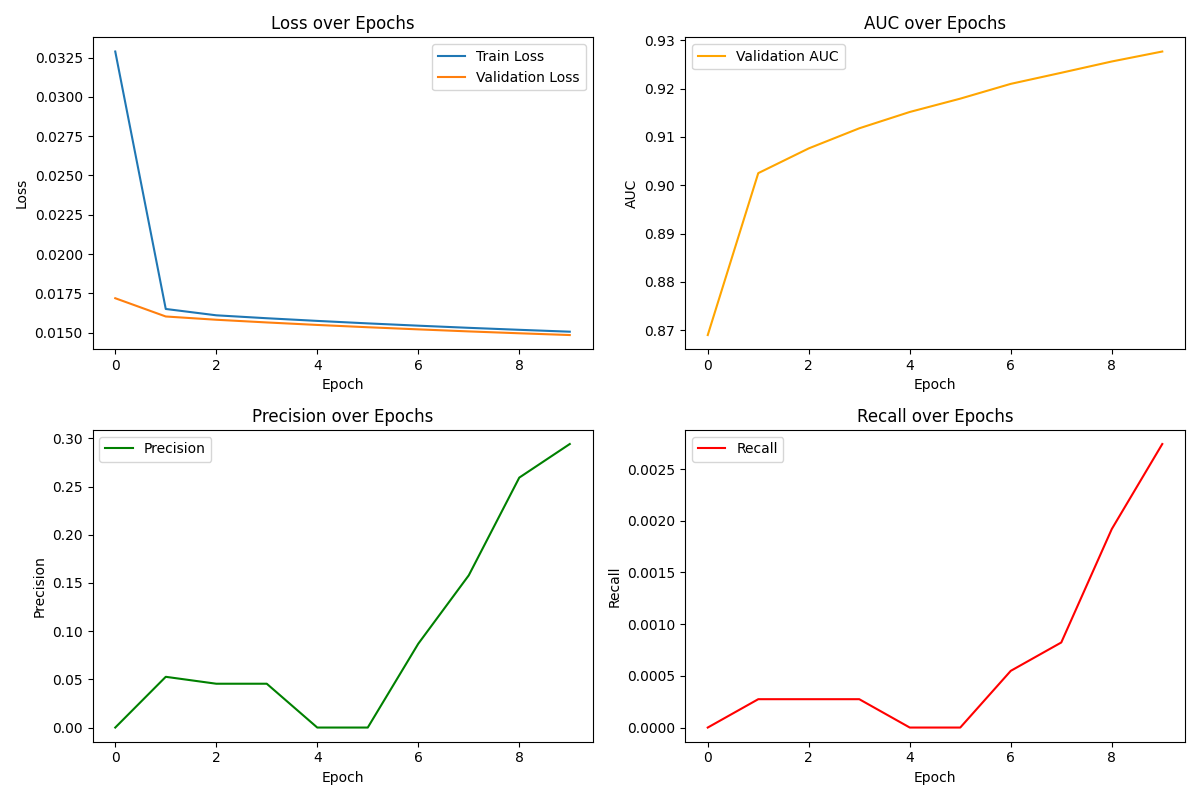 Loss over Epochs
Loss
0.0325
0.0300
0.0275
0.0250
0.0225
0.0200
0.0175
0.0150
Train Loss
Validation Loss
0 2 4 6 8
Epoch
AUC over Epochs
AUC
0.93
0.92
0.91
0.90
0.89
0.88
0.87
Validation AUC
0 2 4 6 8
Epoch
Precision over Epochs
Precision
0.30
0.25
0.20
0.15
0.10
0.05
0.00
Precision
0 2 4 6 8
Epoch
Recall over Epochs
Recall
0.0025
0.0020
0.0015
0.0010
0.0005
0.0000
Recall
0 2 4 6 8
Epoch